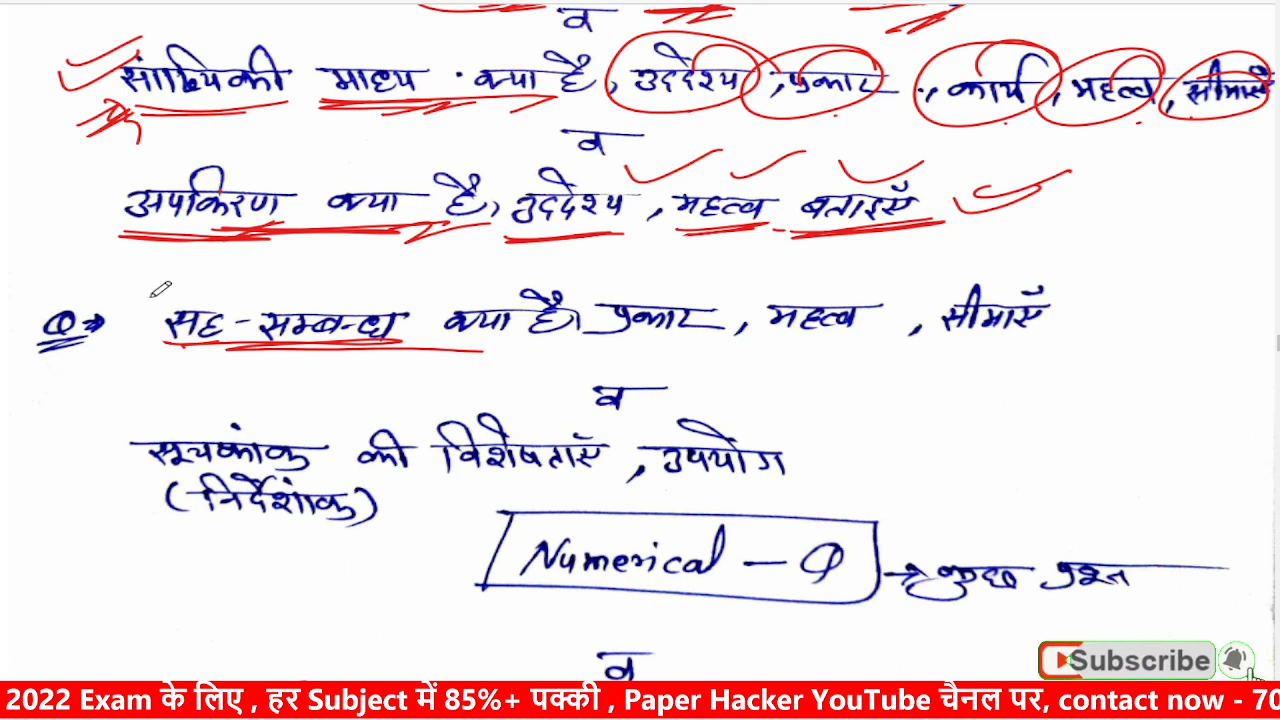 व
सांख्यिकी माध्य क्या है, उद्देश्य, प्रकार, कार्य, महत्व, सीमाएँ
व
अपकिरण क्या है, उद्देश्य, महत्व बताइएँ
Q⇒ सह-सम्बन्ध क्या है, प्रकार, महत्व, सीमाएँ
व
सूचकांक की विशेषताएँ, उपयोग
(निर्देशांक)
Numerical - Q → कुछ प्रश्न
व
Subscribe
2022 Exam के लिए , हर Subject में 85%+ पक्की , Paper Hacker YouTube चैनल पर, contact now - 70